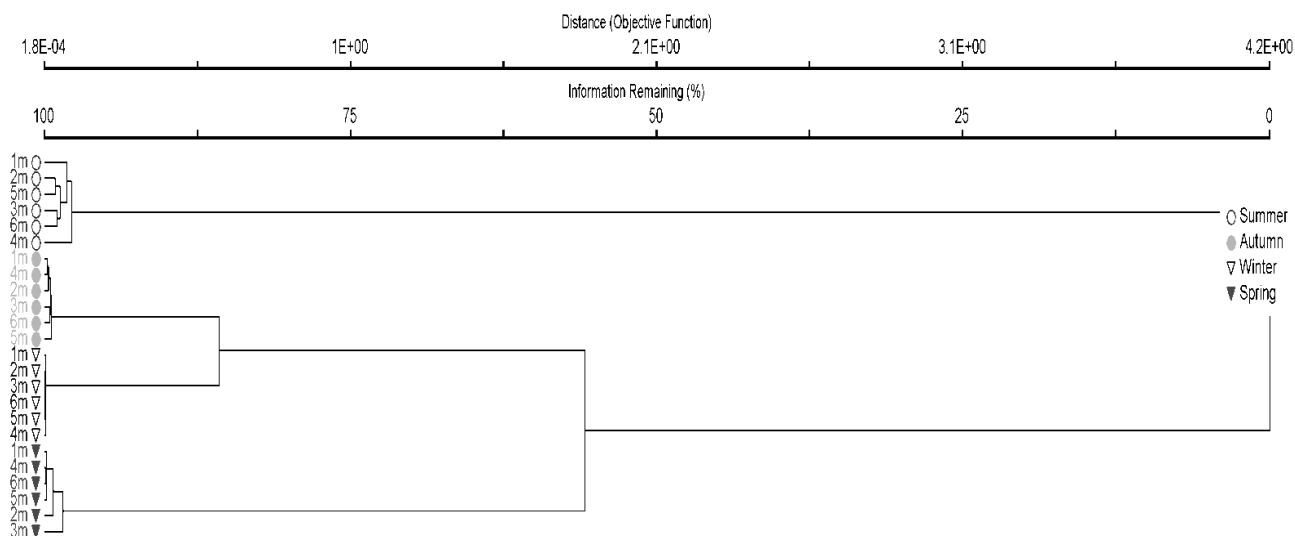 Distance (Objective Function)
1.8E-04 1E+00 2.1E+00 3.1E+00 4.2E+00
Information Remaining (%)
100 75 50 25 0
1m
2m
5m
3m
6m
4m
1m
4m
2m
3m
6m
5m
1m
2m
3m
6m
5m
4m
1m
4m
6m
5m
2m
3m
Summer
Autumn
Winter
Spring